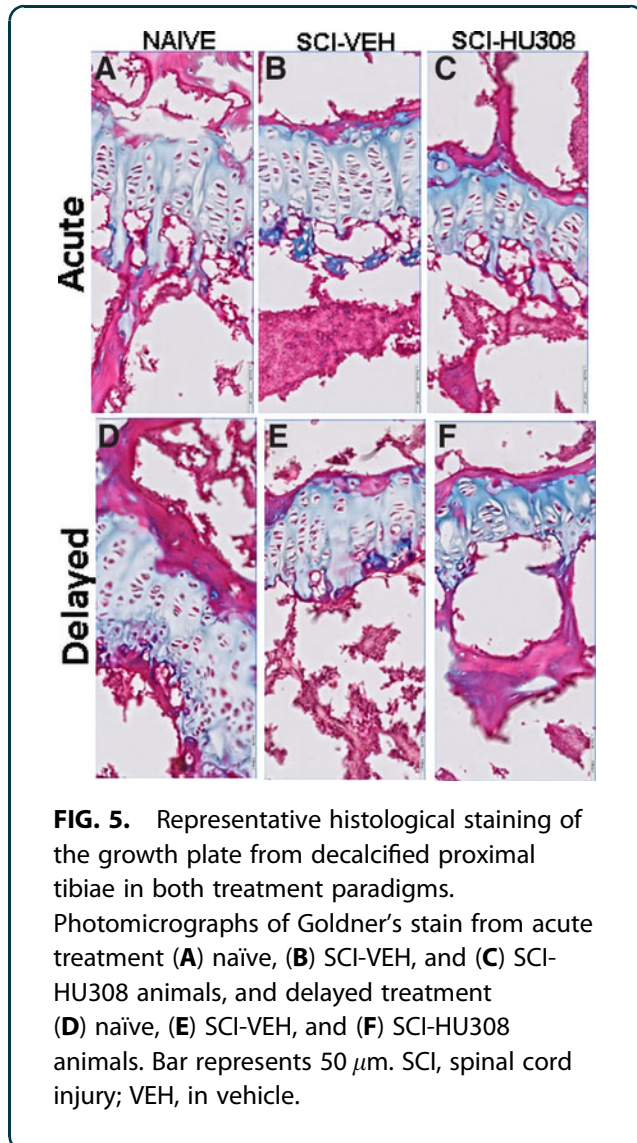 NAIVE SCI-VEH SCI-HU308
A B C
Acute
D E F
Delayed
FIG. 5. Representative histological staining of
the growth plate from decalcified proximal
tibiae in both treatment paradigms.
Photomicrographs of Goldner's stain from acute
treatment (A) naïve, (B) SCI-VEH, and (C) SCI-
HU308 animals, and delayed treatment
(D) naïve, (E) SCI-VEH, and (F) SCI-HU308
animals. Bar represents 50 μm. SCI, spinal cord
injury; VEH, in vehicle.